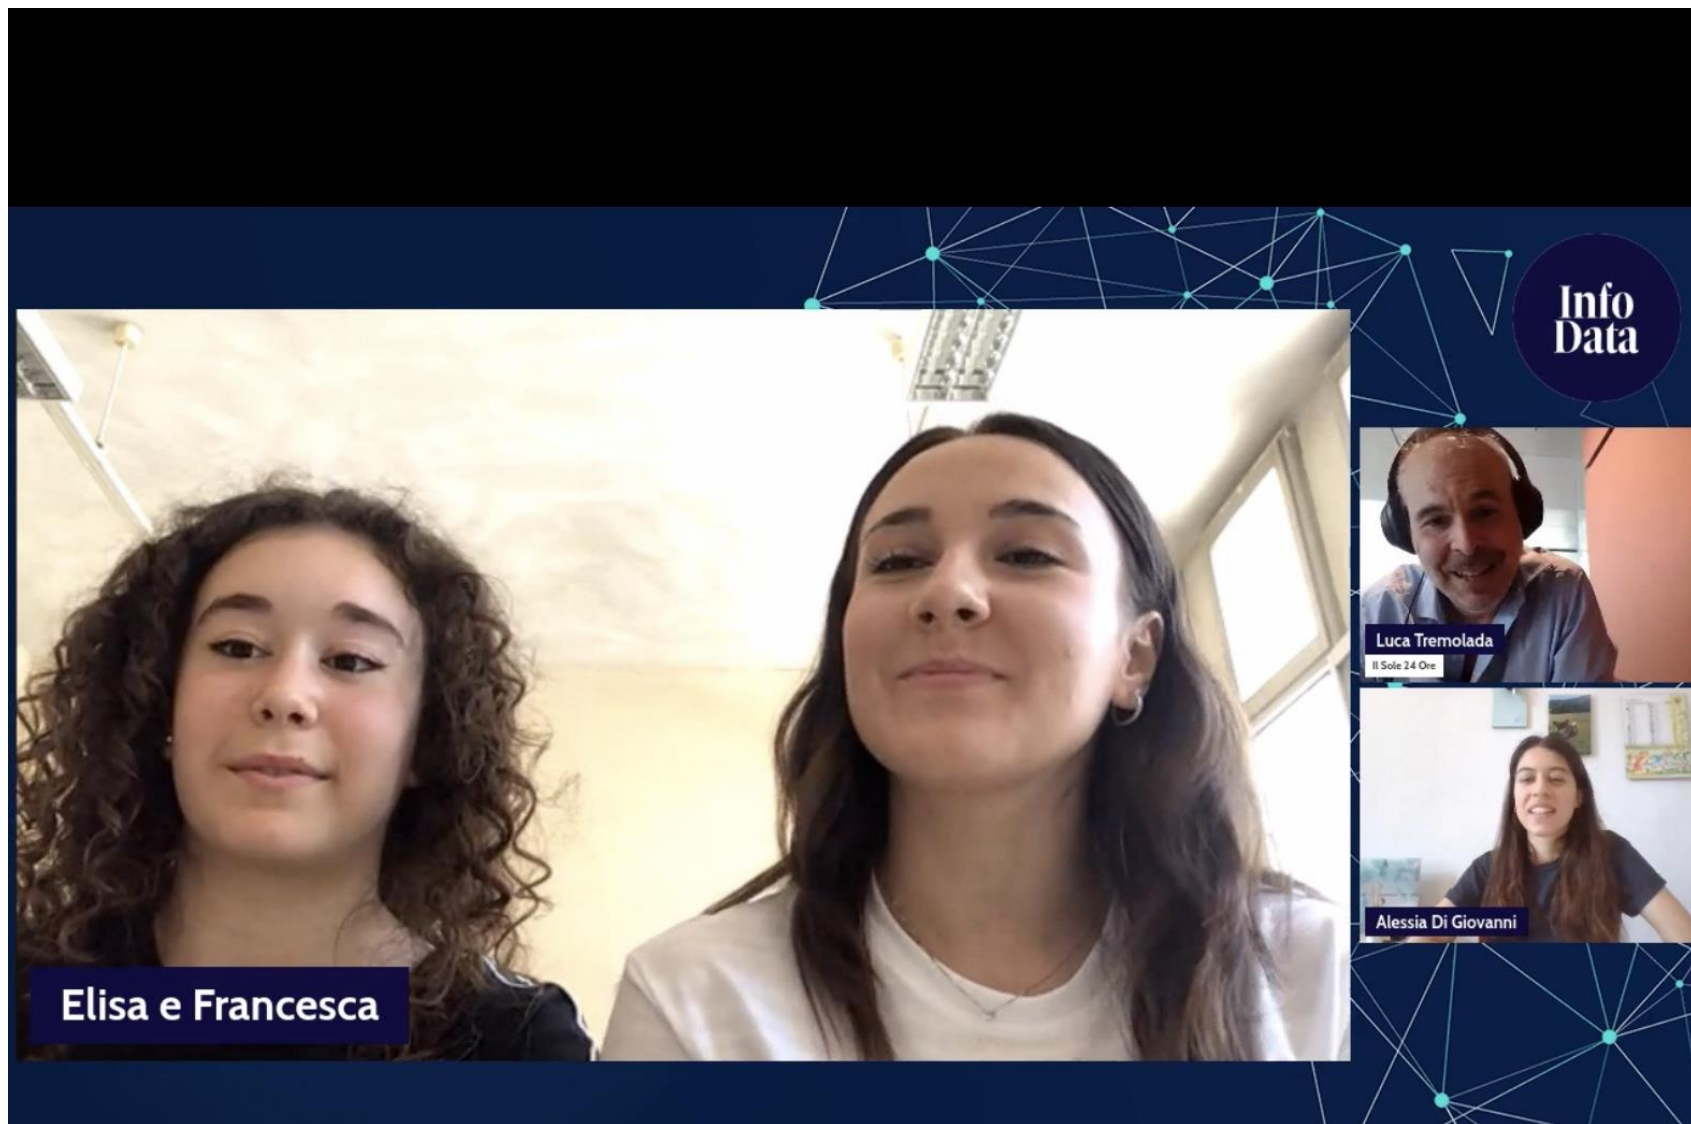 Info
Data
Luca Tremolada
Il Sole 24 Ore
Alessia Di Giovanni
Elisa e Francesca